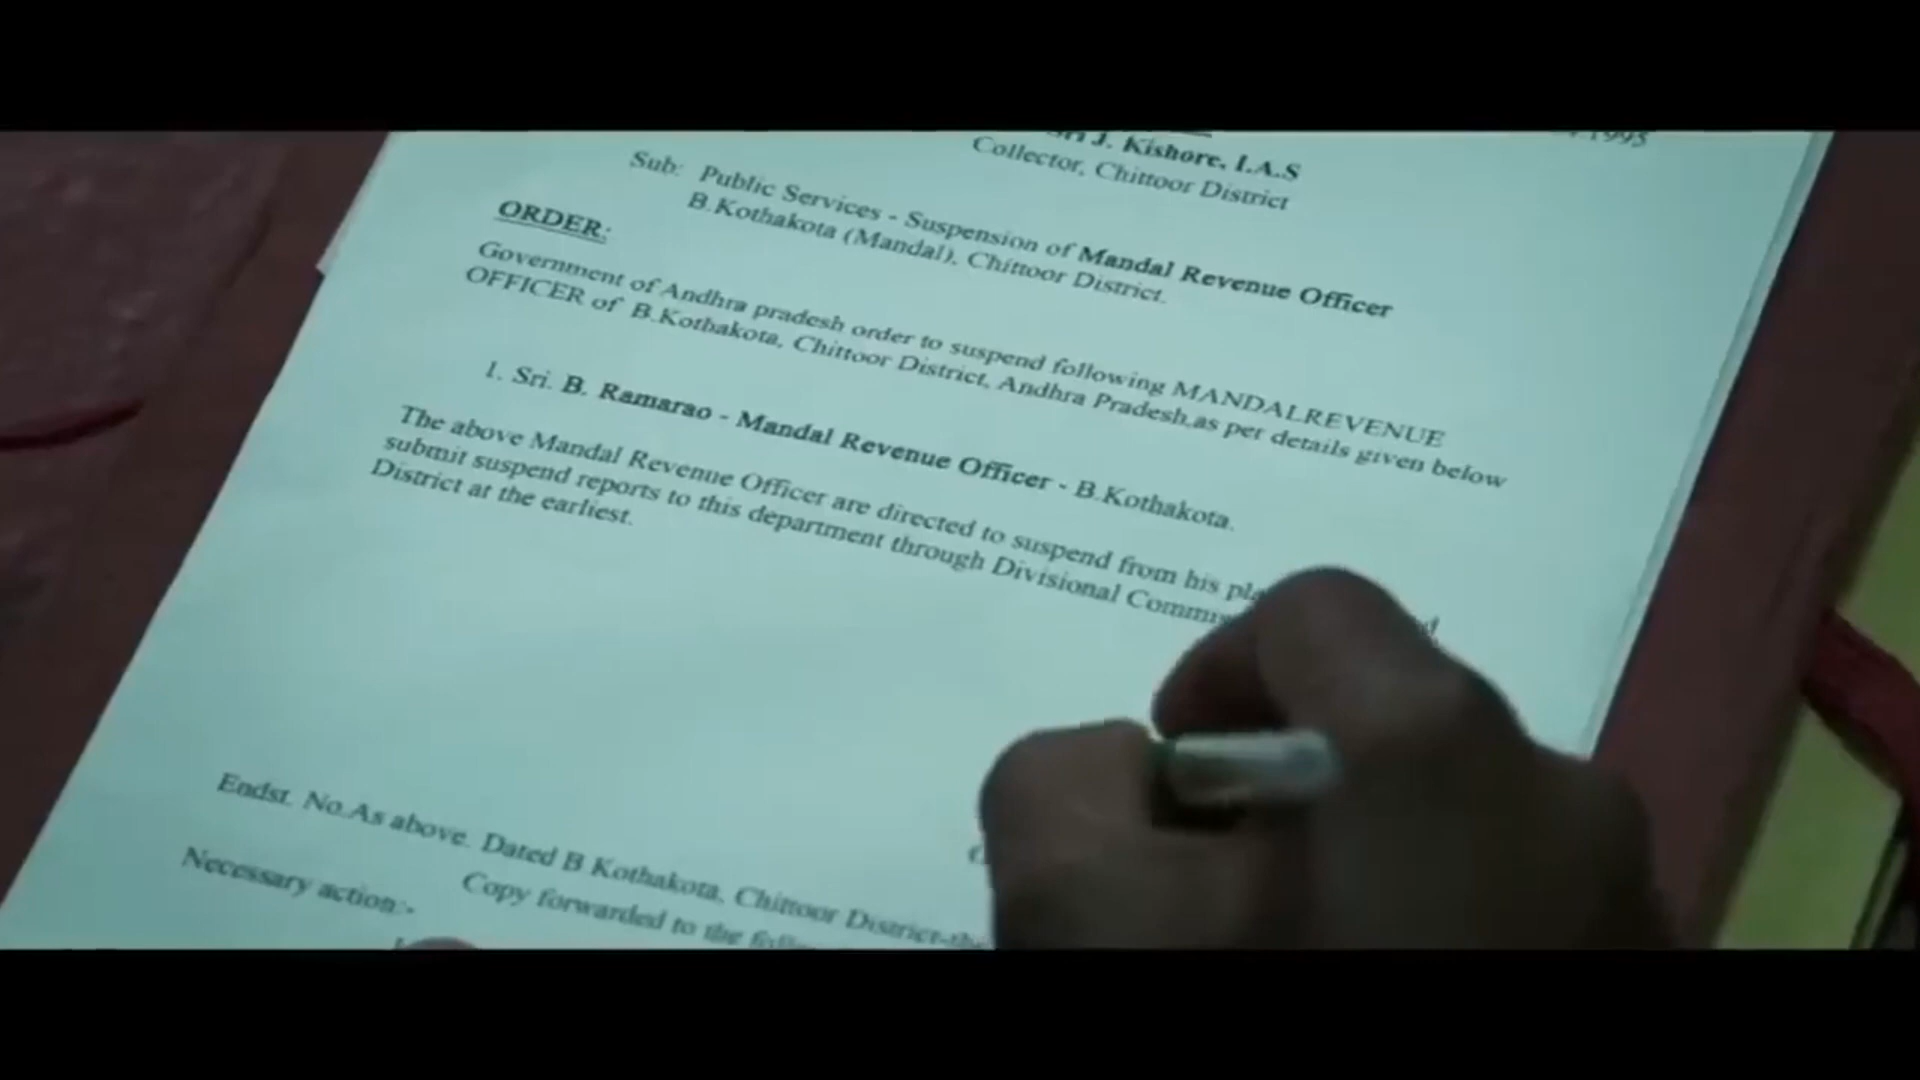 Sri J. Kishore, I.A.S
1995
Collector, Chittoor District
Sub: Public Services - Suspension of Mandal Revenue Officer
B.Kothakota (Mandal), Chittoor District.
ORDER:
Government of Andhra pradesh order to suspend following MANDALREVENUE
OFFICER of B.Kothakota, Chittoor District, Andhra Pradesh,as per details given below
1. Sri. B. Ramarao - Mandal Revenue Officer - B.Kothakota.
The above Mandal Revenue Officer are directed to suspend from his
submit suspend reports to this department through Divisional
District at the earliest.
Endst. No.As above. Dated B Kothakota, Chittoor District-the
Copy forwarded to the
Necessary action:-